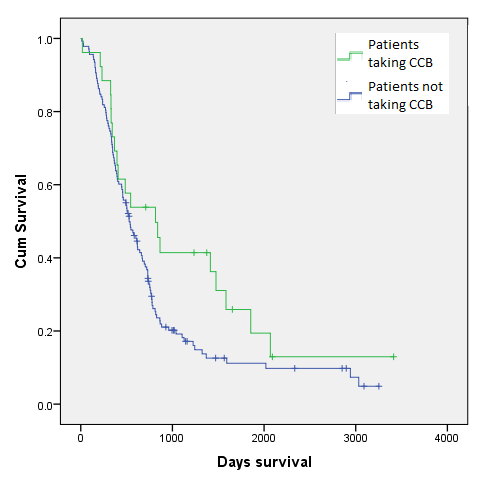 1.0
0.8
0.6
0.4
0.2
0.0
Cum Survival
Patients
taking CCB
Patients not
taking CCB
0
1000
2000
3000
4000
Days survival